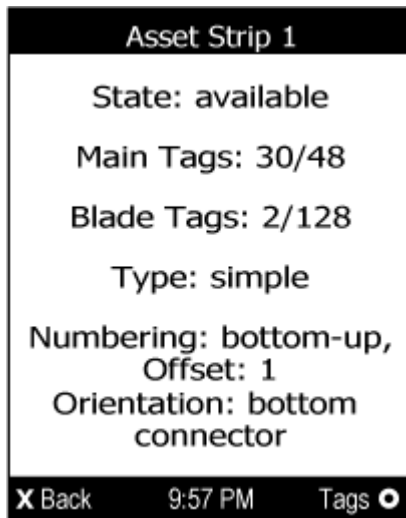 Asset Strip 1
State: available
Main Tags: 30/48
Blade Tags: 2/128
Type: simple
Numbering: bottom-up,
Offset: 1
Orientation: bottom
connector
X Back 9:57 PM Tags O